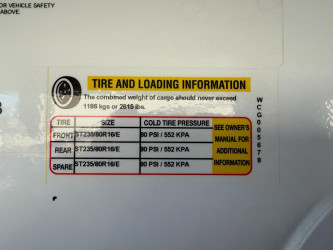 OR VEHICLE SAFETY
ABOVE.
TIRE AND LOADING INFORMATION
The combined weight of cargo should never exceed
1186 kgs or 2615 lbs.
TIRE SIZE COLD TIRE PRESSURE
FRONT ST235/80R16/E 80 PSI / 552 KPA
REAR ST235/80R16/E 80 PSI / 552 KPA
SPARE ST235/80R16/E 80 PSI / 552 KPA
SEE OWNER'S
MANUAL FOR
ADDITIONAL
INFORMATION
WCG005678